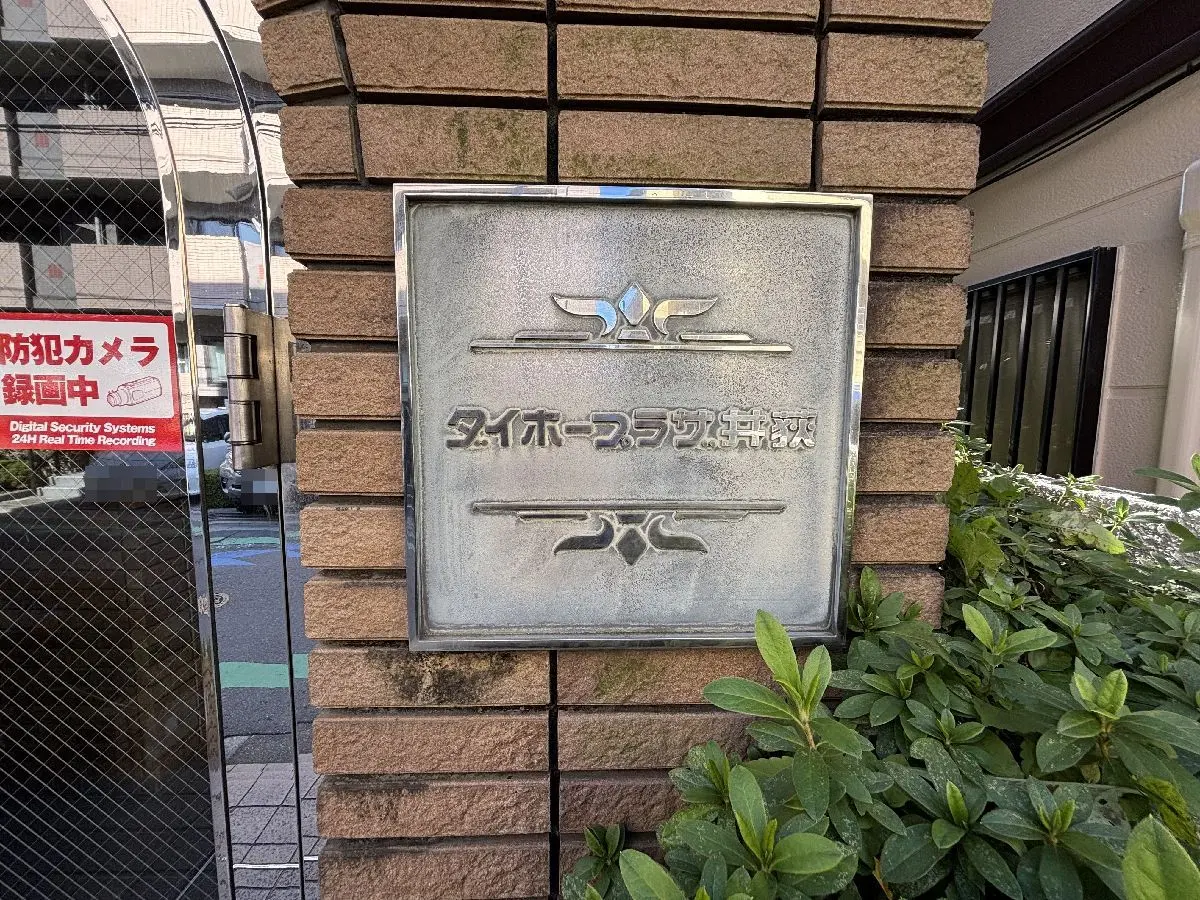 防犯カメラ
録画中
Digital Security Systems
24H Real Time Recording
ダイホープラザ井荻